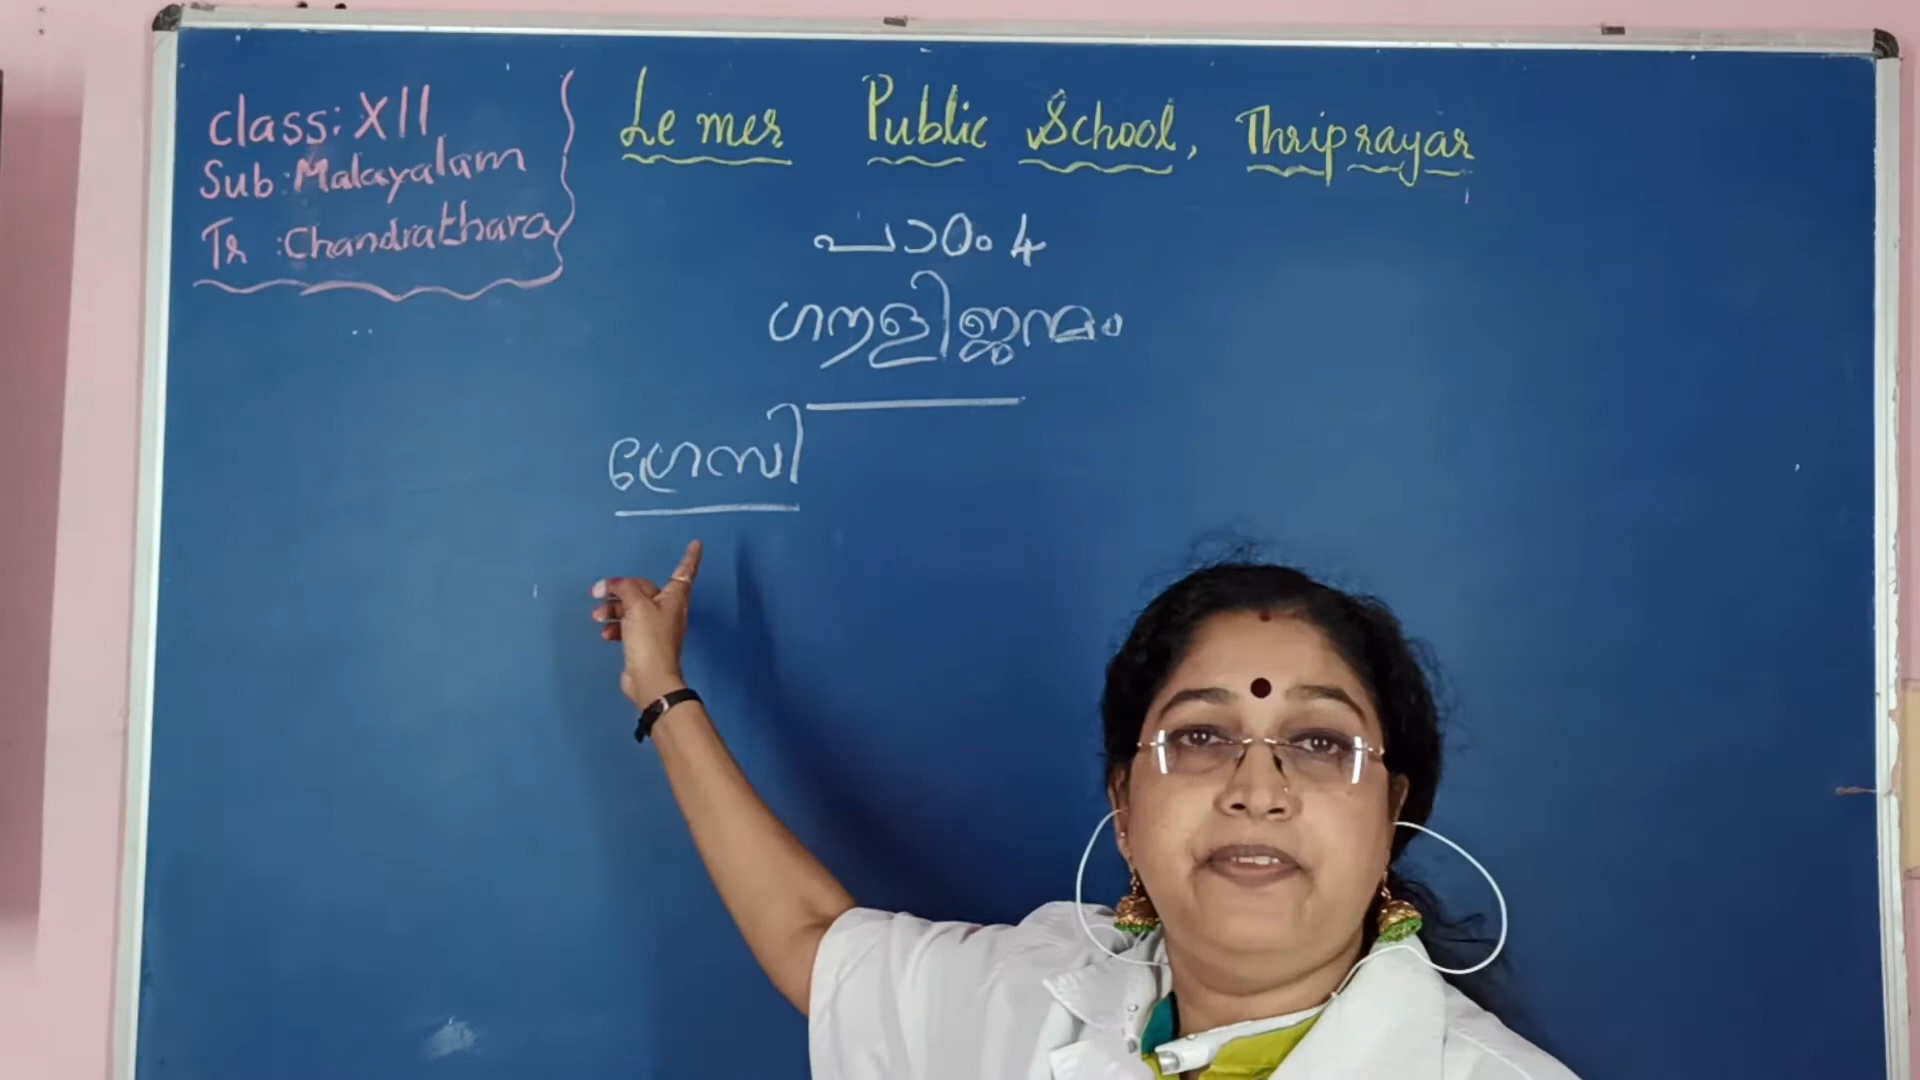 class: XII
Sub: Malayalam
Tr : Chandrathara
Le mer Public School, Thriprayar
പാഠം 4
ഗൗളിജന്മം
ഗ്രേസി